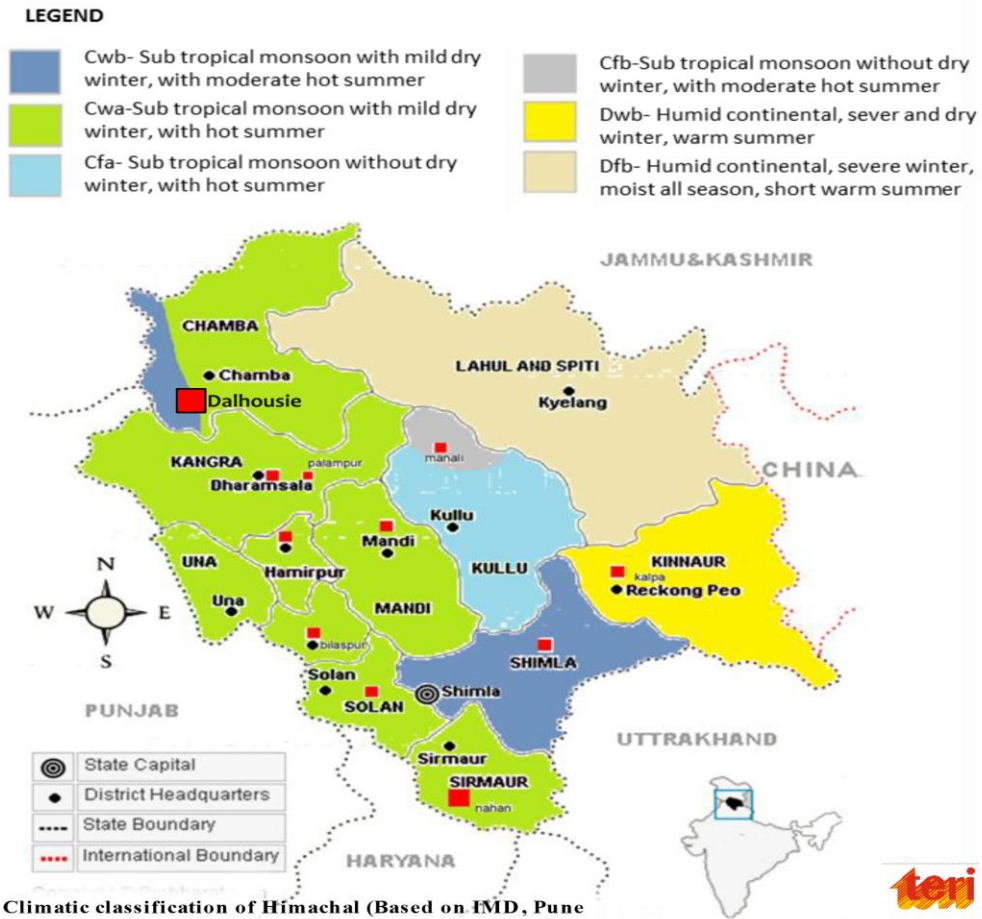 LEGEND
Cwb- Sub tropical monsoon with mild dry
winter, with moderate hot summer
Cwa-Sub tropical monsoon with mild dry
winter, with hot summer
Cfa- Sub tropical monsoon without dry
winter, with hot summer
Cfb-Sub tropical monsoon without dry
winter, with moderate hot summer
Dwb- Humid continental, sever and dry
winter, warm summer
Dfb- Humid continental, severe winter,
moist all season, short warm summer
JAMMU&KASHMIR
CHAMBA
LAHUL AND SPITI
Chamba
Dalhousie
Kyelang
manali
KANGRA
palampur
CHINA
Dharamsala
Kullu
Mandi
UNA
Hamirpur
KULLU
KINNAUR
kalpa
Reckong Peo
N
W
E
S
Una
MANDI
bilaspur
SHIMLA
Solan
Shimla
SOLAN
PUNJAB
UTTRAKHAND
Sirmaur
SIRMAUR
nahan
State Capital
District Headquarters
State Boundary
International Boundary
HARYANA
teri
Climatic classification of Himachal (Based on IMD, Pune